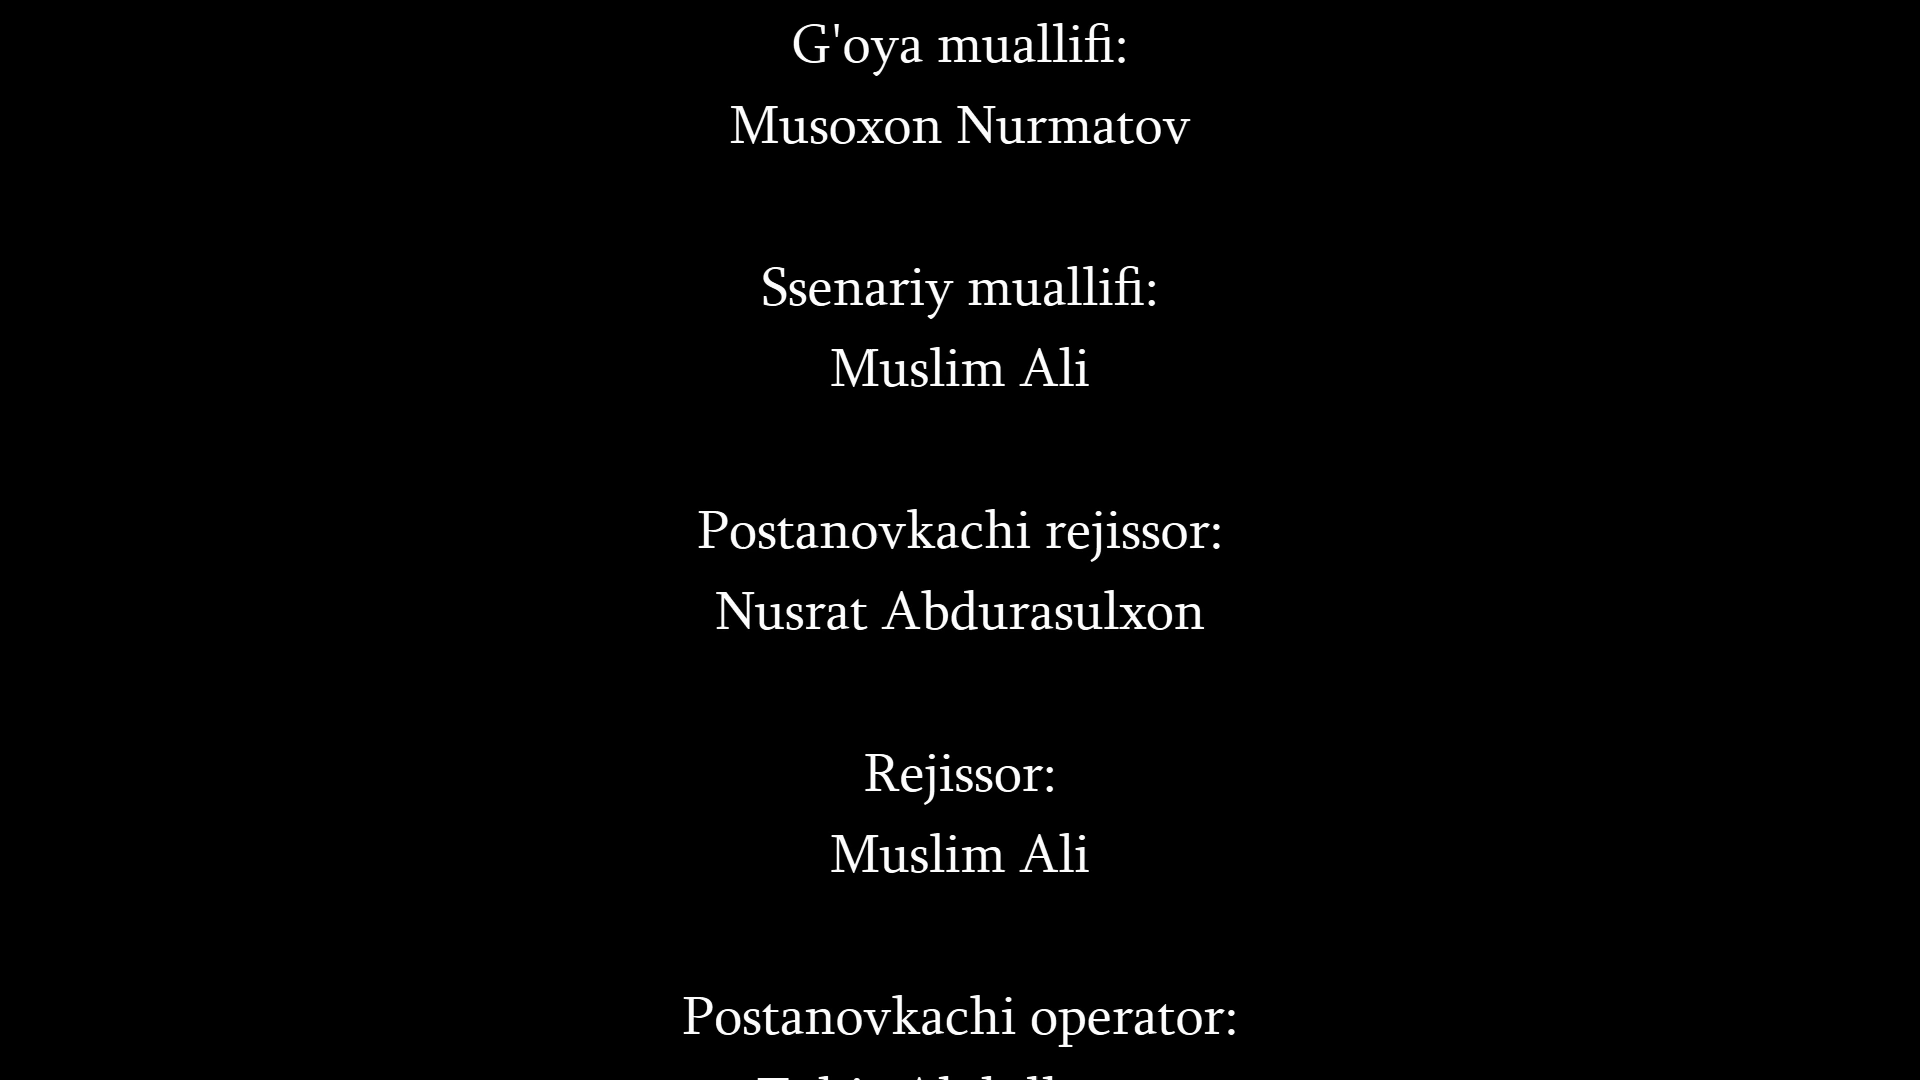 G'oya muallifi:
Musoxon Nurmatov
Ssenariy muallifi:
Muslim Ali
Postanovkachi rejissor:
Nusrat Abdurasulxon
Rejissor:
Muslim Ali
Postanovkachi operator: